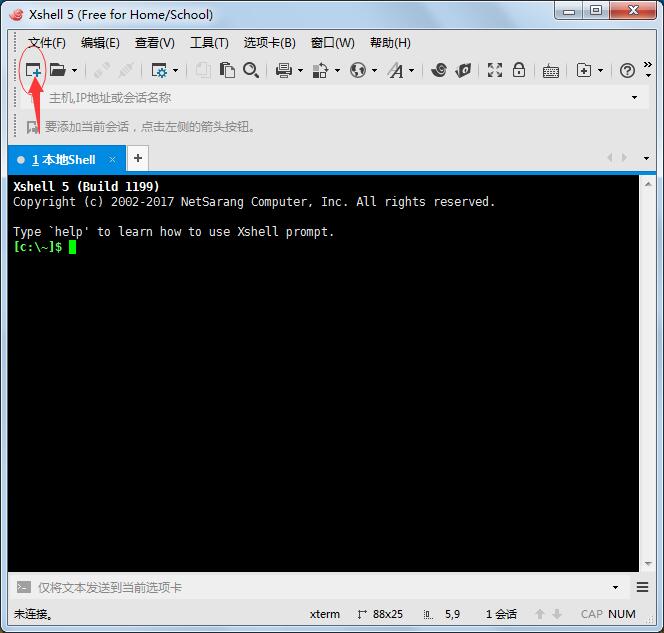 Xshell 5 (Free for Home/School)
文件(F) 编辑(E) 查看(V) 工具(T) 选项卡(B) 窗口(W) 帮助(H)
主机,IP地址或会话名称
要添加当前会话，点击左侧的箭头按钮。
1 本地Shell × +
Xshell 5 (Build 1199)
Copyright (c) 2002-2017 NetSarang Computer, Inc. All rights reserved.
Type `help' to learn how to use Xshell prompt.
[c:\~]$
仅将文本发送到当前选项卡
未连接。 xterm 88x25 5,9 1 会话 CAP NUM